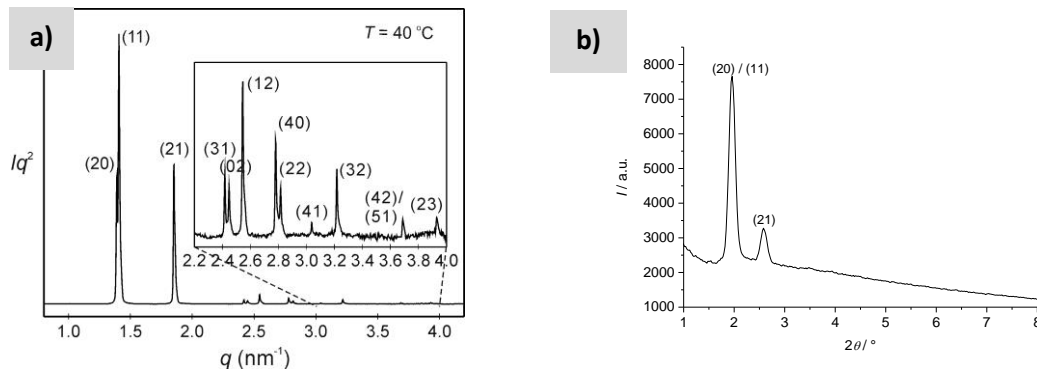 a)
(11)
T = 40 °C
(12)
(40)
(31)
(02)
(20)
(21)
(22)
(32)
(41)
(42)/
(51)
(23)
Iq²
2.2 2.4 2.6 2.8 3.0 3.2 3.4 3.6 3.8 4.0
1.0 1.5 2.0 2.5 3.0 3.5 4.0
q (nm⁻¹)
b)
(20) / (11)
(21)
8000
7000
6000
5000
4000
3000
2000
1000
I / a.u.
1 2 3 4 5 6 7 8
2θ / °